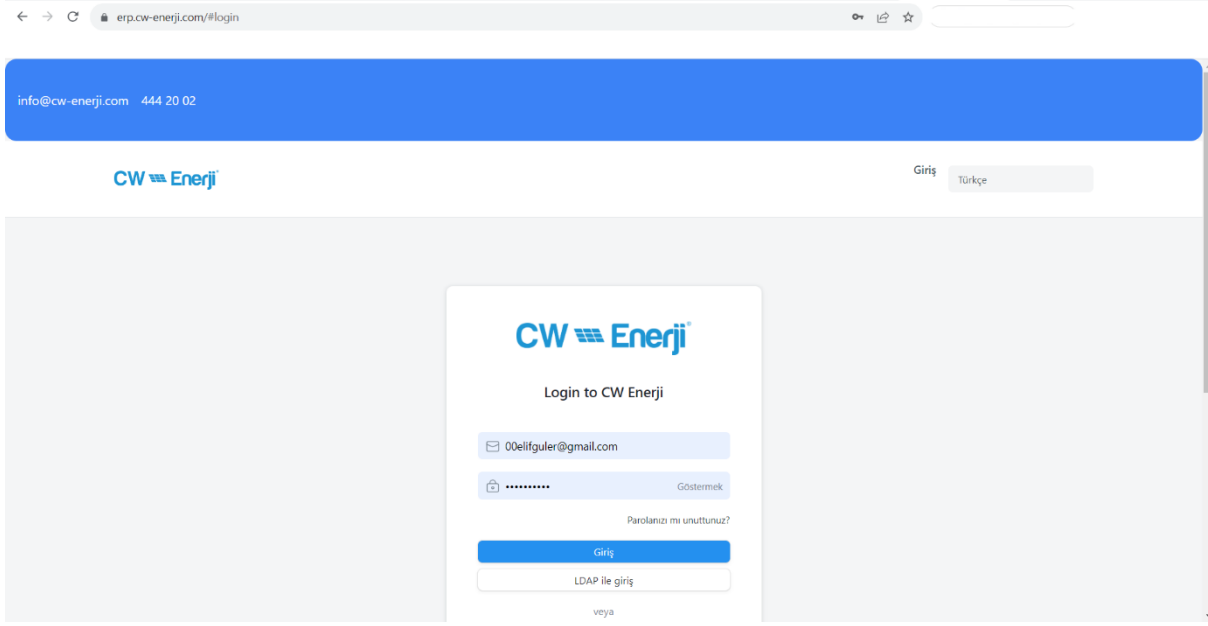 erp.cw-enerji.com/#login
info@cw-enerji.com 444 20 02
CW Enerji
Giriş
Türkçe
CW Enerji®
Login to CW Enerji
00elifguler@gmail.com
••••••••••
Göstermek
Parolanızı mı unuttunuz?
Giriş
LDAP ile giriş
veya